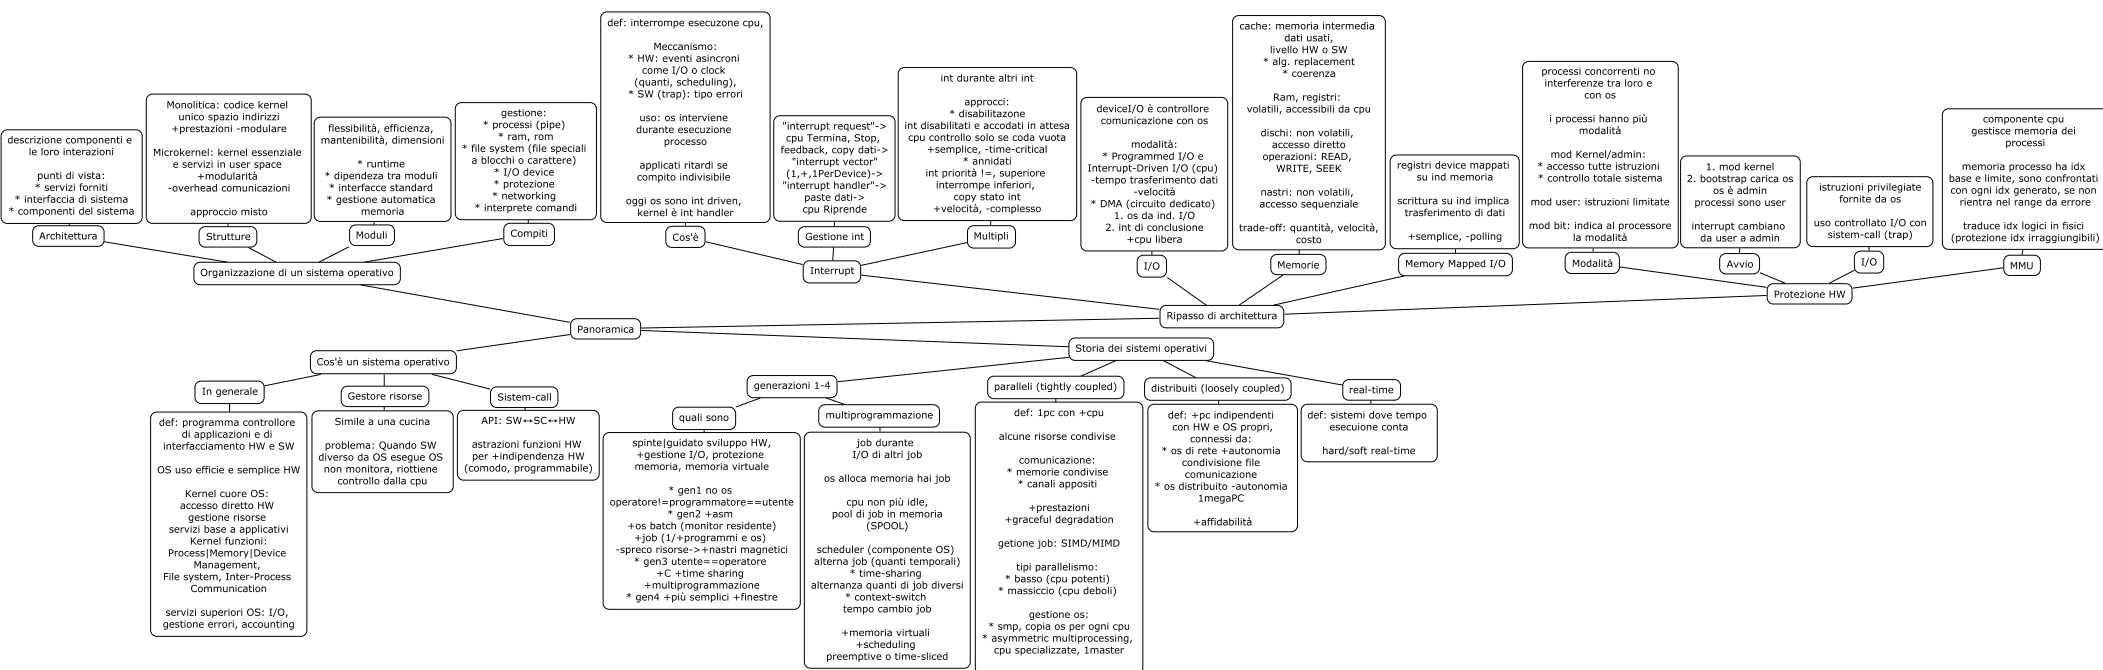 descrizione componenti e
le loro interazioni
punti di vista:
* servizi forniti
* interfaccia di sistema
* componenti del sistema
Architettura
Monolitica: codice kernel
unico spazio indirizzi
+prestazioni -modulare
Microkernel: kernel essenziale
e servizi in user space
+modularità
-overhead comunicazioni
approccio misto
Strutture
flessibilità, efficienza,
mantenibilità, dimensioni
* runtime
* dipendeza tra moduli
* interfacce standard
* gestione automatica
memoria
Moduli
gestione:
* processi (pipe)
* ram, rom
* file system (file speciali
a blocchi o carattere)
* I/O device
* protezione
* networking
* interprete comandi
Compiti
Organizzazione di un sistema operativo
def: interrompe esecuzone cpu,
Meccanismo:
* HW: eventi asincroni
come I/O o clock
(quanti, scheduling),
* SW (trap): tipo errori
uso: os interviene
durante esecuzione
processo
applicati ritardi se
compito indivisibile
oggi os sono int driven,
kernel è int handler
Cos'è
"interrupt request"->
cpu Termina, Stop,
feedback, copy dati->
"interrupt vector"
(1,+,1PerDevice)->
"interrupt handler"->
paste dati->
cpu Riprende
Gestione int
int durante altri int
approcci:
* disabilitazone
int disabilitati e accodati in attesa
cpu controllo solo se coda vuota
+semplice, -time-critical
* annidati
int priorità !=, superiore
interrompe inferiori,
copy stato int
+velocità, -complesso
Multipli
Interrupt
deviceI/O è controllore
comunicazione con os
modalità:
* Programmed I/O e
Interrupt-Driven I/O (cpu)
-tempo trasferimento dati
-velocità
* DMA (circuito dedicato)
1. os da ind. I/O
2. int di conclusione
+cpu libera
I/O
cache: memoria intermedia
dati usati,
livello HW o SW
* alg. replacement
* coerenza
Ram, registri:
volatili, accessibili da cpu
dischi: non volatili,
accesso diretto
operazioni: READ,
WRITE, SEEK
nastri: non volatili,
accesso sequenziale
trade-off: quantità, velocità,
costo
Memorie
registri device mappati
su ind memoria
scrittura su ind implica
trasferimento di dati
+semplice, -polling
Memory Mapped I/O
processi concorrenti no
interferenze tra loro e
con os
i processi hanno più
modalità
mod Kernel/admin:
* accesso tutte istruzioni
* controllo totale sistema
mod user: istruzioni limitate
mod bit: indica al processore
la modalità
Modalità
1. mod kernel
2. bootstrap carica os
os è admin
processi sono user
interrupt cambiano
da user a admin
Avvio
istruzioni privilegiate
fornite da os
uso controllato I/O con
sistem-call (trap)
I/O
componente cpu
gestisce memoria dei
processi
memoria processo ha idx
base e limite, sono confrontati
con ogni idx generato, se non
rientra nel range da errore
traduce idx logici in fisici
(protezione idx irraggiungibili)
MMU
Protezione HW
Ripasso di architettura
Panoramica
Cos'è un sistema operativo
In generale
def: programma controllore
di applicazioni e di
interfacciamento HW e SW
OS uso efficie e semplice HW
Kernel cuore OS:
accesso diretto HW
gestione risorse
servizi base a applicativi
Kernel funzioni:
Process|Memory|Device
Management,
File system, Inter-Process
Communication
servizi superiori OS: I/O,
gestione errori, accounting
Gestore risorse
Simile a una cucina
problema: Quando SW
diverso da OS esegue OS
non monitora, riottiene
controllo dalla cpu
Sistem-call
API: SW↔SC↔HW
astrazioni funzioni HW
per +indipendenza HW
(comodo, programmabile)
Storia dei sistemi operativi
generazioni 1-4
quali sono
spinte|guidato sviluppo HW,
+gestione I/O, protezione
memoria, memoria virtuale
* gen1 no os
operatore!=programmatore==utente
* gen2 +asm
+os batch (monitor residente)
+job (1/+programmi e os)
-spreco risorse->+nastri magnetici
* gen3 utente==operatore
+C +time sharing
+multiprogrammazione
* gen4 +più semplici +finestre
multiprogrammazione
job durante
I/O di altri job
os alloca memoria hai job
cpu non più idle,
pool di job in memoria
(SPOOL)
scheduler (componente OS)
alterna job (quanti temporali)
* time-sharing
alternanza quanti di job diversi
* context-switch
tempo cambio job
+memoria virtuali
+scheduling
preemptive o time-sliced
paralleli (tightly coupled)
def: 1pc con +cpu
alcune risorse condivise
comunicazione:
* memorie condivise
* canali appositi
+prestazioni
+graceful degradation
getione job: SIMD/MIMD
tipi parallelismo:
* basso (cpu potenti)
* massiccio (cpu deboli)
gestione os:
* smp, copia os per ogni cpu
* asymmetric multiprocessing,
cpu specializzate, 1master
distribuiti (loosely coupled)
def: +pc indipendenti
con HW e OS propri,
connessi da:
* os di rete +autonomia
condivisione file
comunicazione
* os distribuito -autonomia
1megaPC
+affidabilità
real-time
def: sistemi dove tempo
esecuione conta
hard/soft real-time